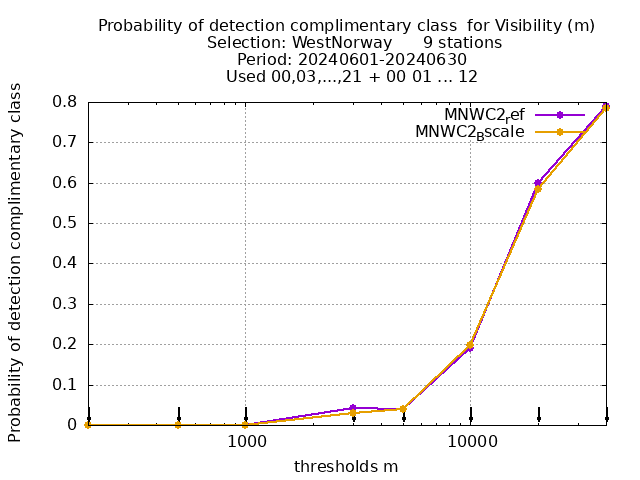 Probability of detection complimentary class  for Visibility (m)
Selection: WestNorway      9 stations
Period: 20240601-20240630
Used 00,03,...,21 + 00 01 ... 12
Probability of detection complimentary class
MNWC2ref
MNWC2Bscale
0.8
0.7
0.6
0.5
0.4
0.3
0.2
0.1
0
1000
10000
thresholds m